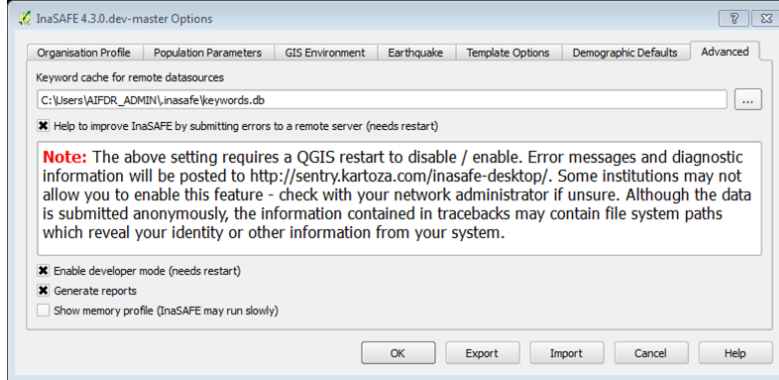 InaSAFE 4.3.0.dev-master Options
Organisation Profile Population Parameters GIS Environment Earthquake Template Options Demographic Defaults Advanced
Keyword cache for remote datasources
C:\Users\AIFDR_ADMIN\.inasafe\keywords.db ...
Help to improve InaSAFE by submitting errors to a remote server (needs restart)
Note: The above setting requires a QGIS restart to disable / enable. Error messages and diagnostic
information will be posted to http://sentry.kartoza.com/inasafe-desktop/. Some institutions may not
allow you to enable this feature - check with your network administrator if unsure. Although the data
is submitted anonymously, the information contained in tracebacks may contain file system paths
which reveal your identity or other information from your system.
Enable developer mode (needs restart)
Generate reports
Show memory profile (InaSAFE may run slowly)
OK Export Import Cancel Help